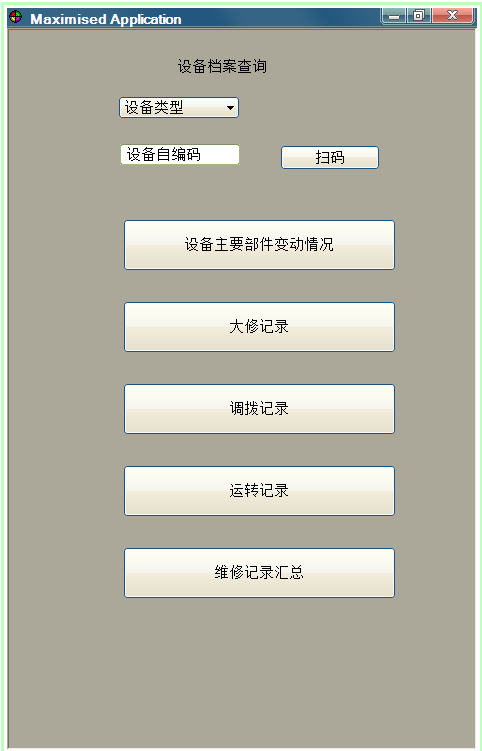 Maximised Application
设备档案查询
设备类型
设备自编码
扫码
设备主要部件变动情况
大修记录
调拨记录
运转记录
维修记录汇总